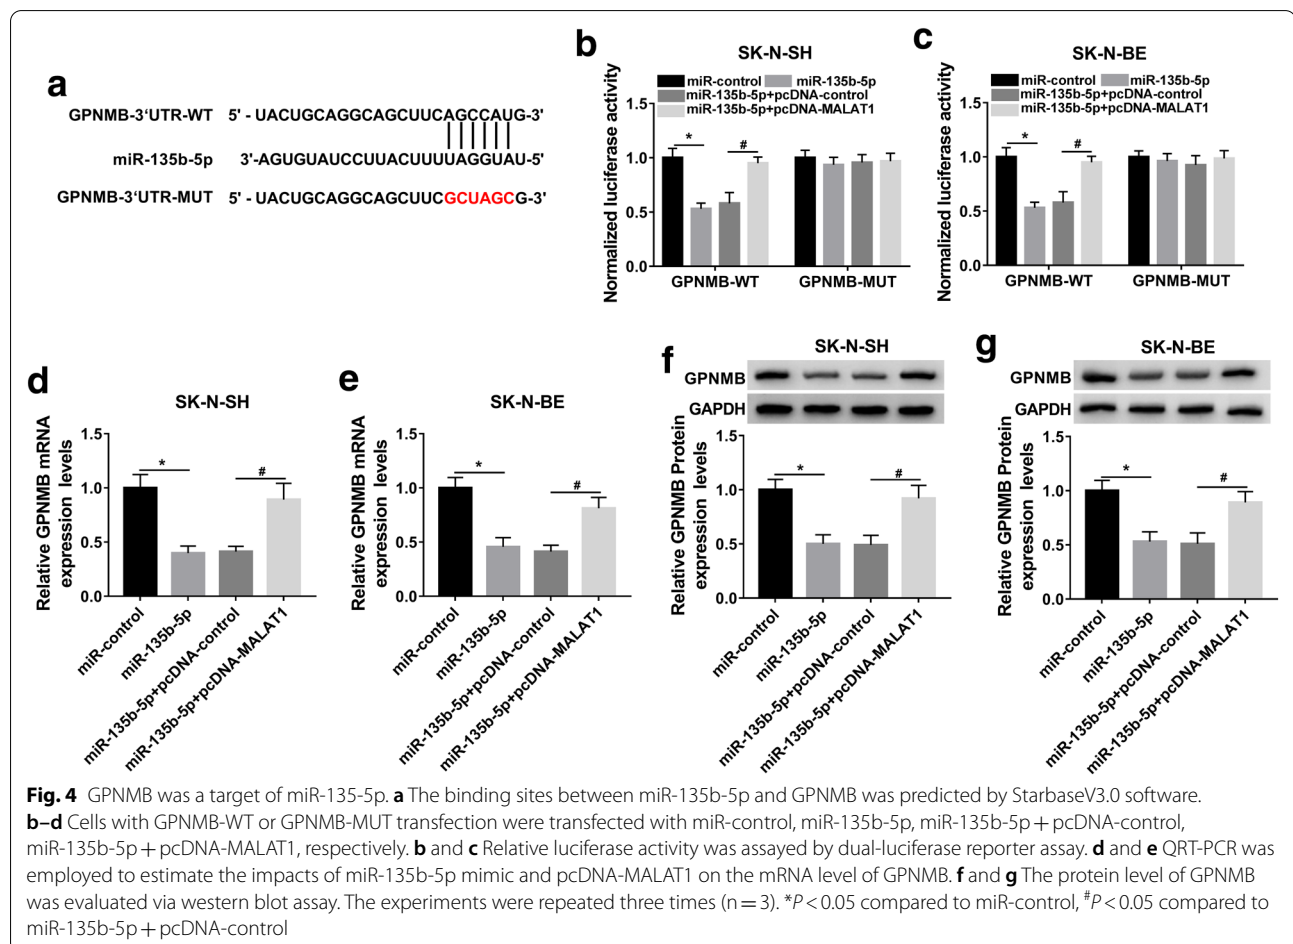 a
GPNMB-3‘UTR-WT 5' - UACUGCAGGCAGCUUCAGCCAUG-3'
miR-135b-5p 3'-AGUGUAUCCUUACUUUUAGGUAU-5'
GPNMB-3‘UTR-MUT 5' - UACUGCAGGCAGCUUCGCUAGCG-3'
b
SK-N-SH
miR-control miR-135b-5p
miR-135b-5p+pcDNA-control
miR-135b-5p+pcDNA-MALAT1
Normalized luciferase activity
1.5
1.0
0.5
0.0
*
#
GPNMB-WT GPNMB-MUT
c
SK-N-BE
miR-control miR-135b-5p
miR-135b-5p+pcDNA-control
miR-135b-5p+pcDNA-MALAT1
Normalized luciferase activity
1.5
1.0
0.5
0.0
*
#
GPNMB-WT GPNMB-MUT
d
SK-N-SH
Relative GPNMB mRNA
expression levels
1.5
1.0
0.5
0.0
*
#
miR-control
miR-135b-5p
miR-135b-5p+pcDNA-control
miR-135b-5p+pcDNA-MALAT1
e
SK-N-BE
Relative GPNMB mRNA
expression levels
1.5
1.0
0.5
0.0
*
#
miR-control
miR-135b-5p
miR-135b-5p+pcDNA-control
miR-135b-5p+pcDNA-MALAT1
f
SK-N-SH
GPNMB
GAPDH
Relative GPNMB Protein
expression levels
1.5
1.0
0.5
0.0
*
#
miR-control
miR-135b-5p
miR-135b-5p+pcDNA-control
miR-135b-5p+pcDNA-MALAT1
g
SK-N-BE
GPNMB
GAPDH
Relative GPNMB Protein
expression levels
1.5
1.0
0.5
0.0
*
#
miR-control
miR-135b-5p
miR-135b-5p+pcDNA-control
miR-135b-5p+pcDNA-MALAT1
Fig. 4 GPNMB was a target of miR-135-5p. a The binding sites between miR-135b-5p and GPNMB was predicted by StarbaseV3.0 software.
b–d Cells with GPNMB-WT or GPNMB-MUT transfection were transfected with miR-control, miR-135b-5p, miR-135b-5p + pcDNA-control,
miR-135b-5p + pcDNA-MALAT1, respectively. b and c Relative luciferase activity was assayed by dual-luciferase reporter assay. d and e QRT-PCR was
employed to estimate the impacts of miR-135b-5p mimic and pcDNA-MALAT1 on the mRNA level of GPNMB. f and g The protein level of GPNMB
was evaluated via western blot assay. The experiments were repeated three times (n = 3). *P < 0.05 compared to miR-control, #P < 0.05 compared to
miR-135b-5p + pcDNA-control